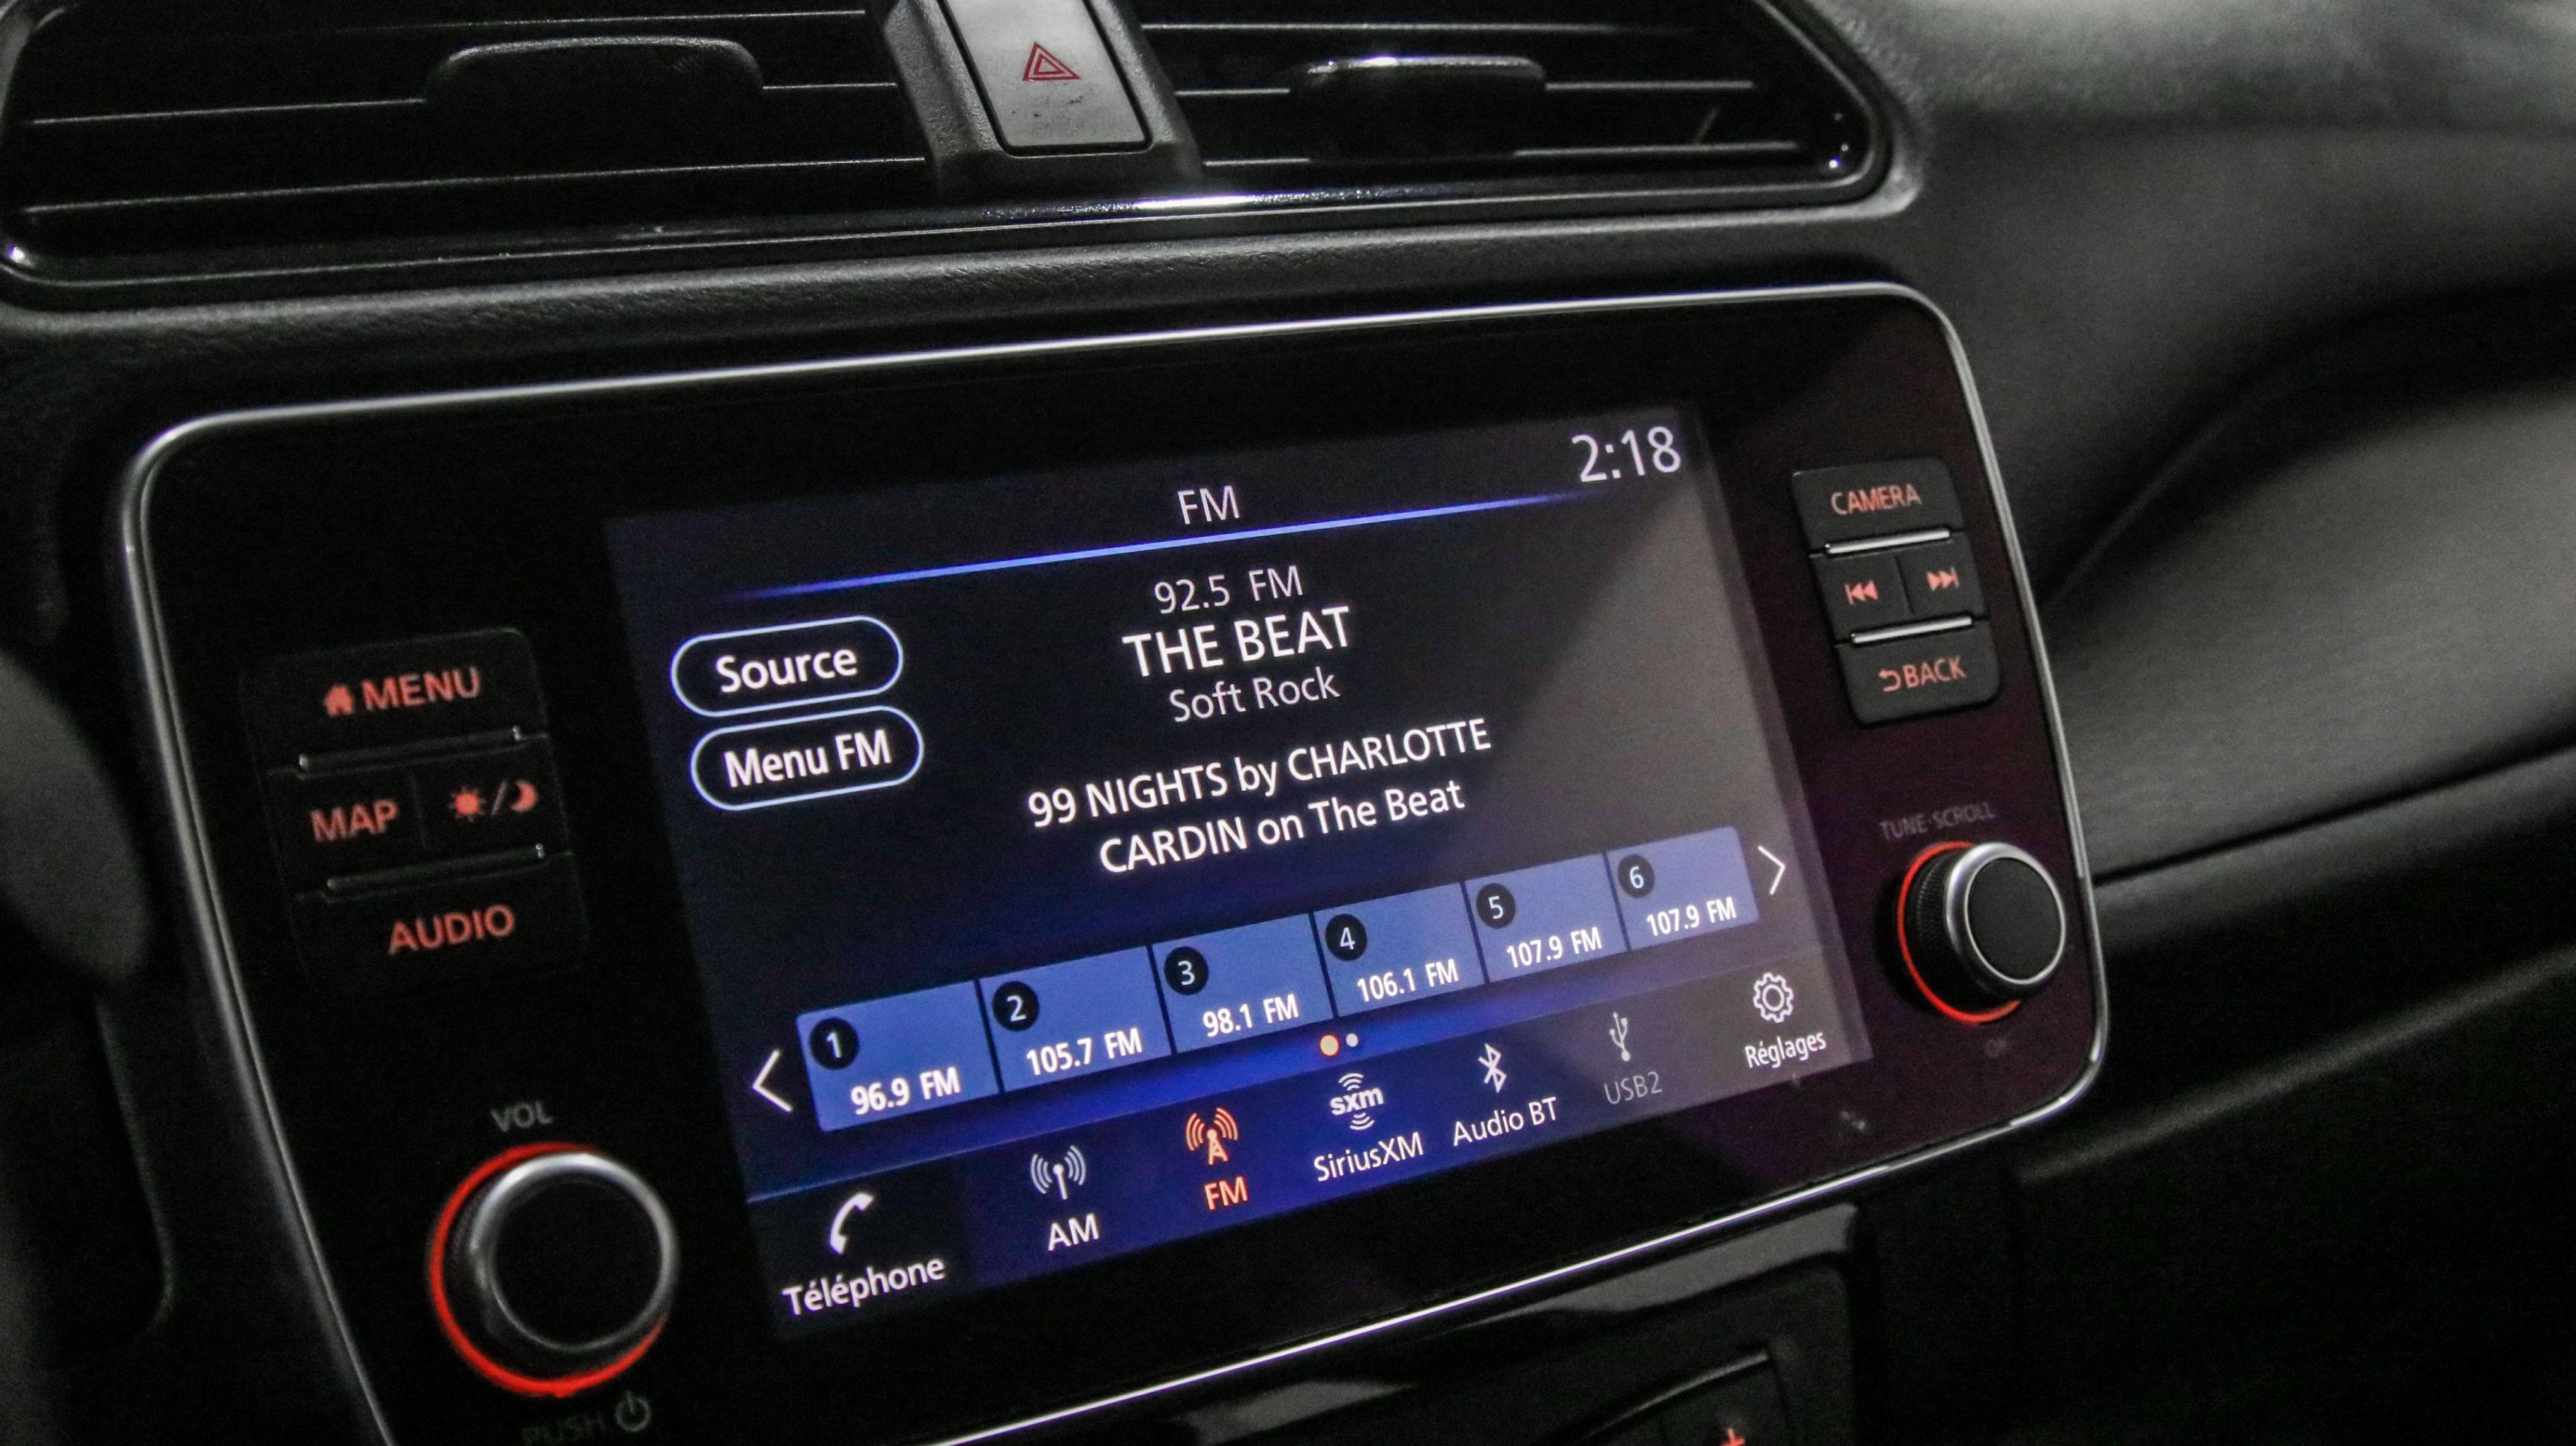 2:18
FM
92.5 FM
THE BEAT
Soft Rock
99 NIGHTS by CHARLOTTE
CARDIN on The Beat
Source
Menu FM
1 96.9 FM
2 105.7 FM
3 98.1 FM
4 106.1 FM
5 107.9 FM
6 107.9 FM
Téléphone
AM
FM
sxm
SiriusXM
Audio BT
USB2
Réglages
MENU
MAP
AUDIO
VOL
PUSH
CAMERA
BACK
TUNE·SCROLL
OK